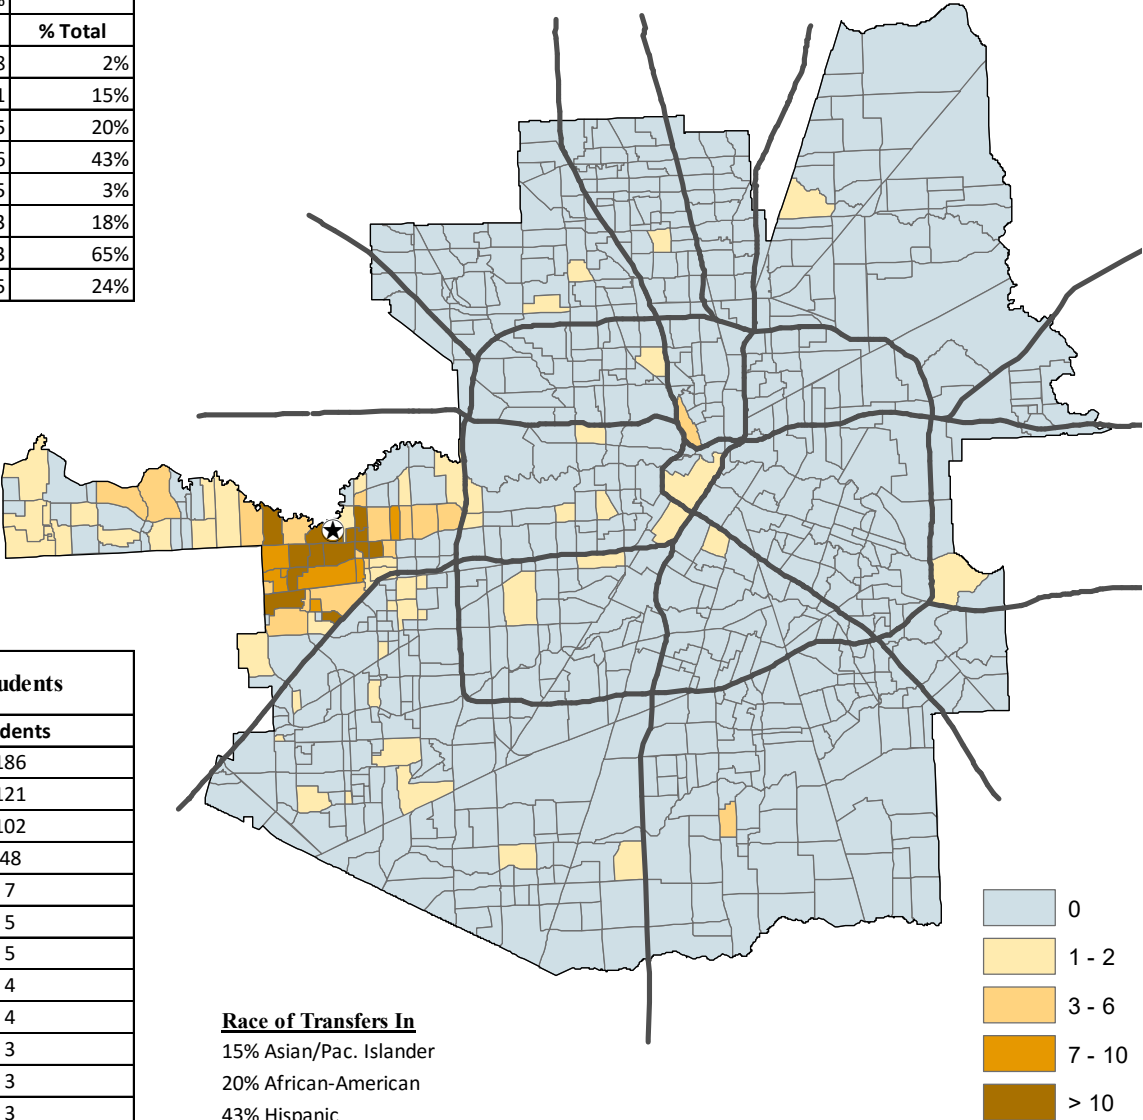 % Total
2%
15%
20%
43%
3%
18%
65%
24%
udents
dents
186
121
102
48
7
5
5
4
4
3
3
3
Race of Transfers In
15% Asian/Pac. Islander
20% African-American
43% Hispanic
0
1 - 2
3 - 6
7 - 10
> 10